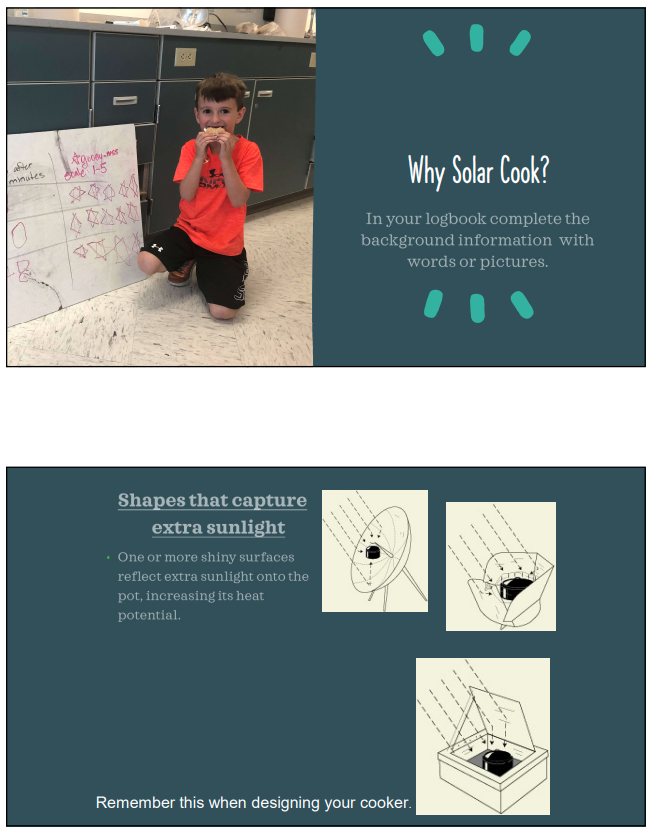 after
minutes
gooey-ness
scale 1-5
Why Solar Cook?
In your logbook complete the
background information with
words or pictures.
Shapes that capture
extra sunlight
• One or more shiny surfaces
reflect extra sunlight onto the
pot, increasing its heat
potential.
Remember this when designing your cooker.